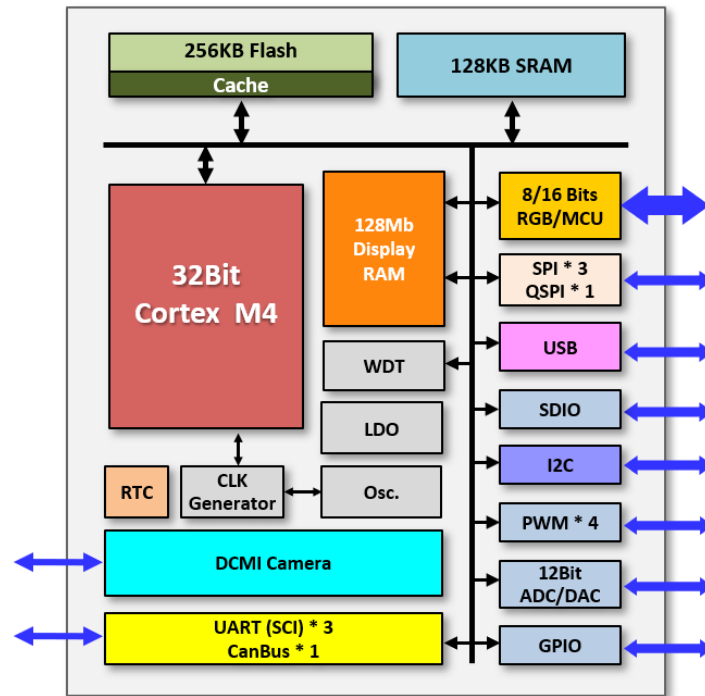 256KB Flash
Cache
128KB SRAM
32Bit
Cortex M4
128Mb
Display
RAM
8/16 Bits
RGB/MCU
SPI * 3
QSPI * 1
WDT
USB
LDO
SDIO
RTC
CLK
Generator
Osc.
I2C
PWM * 4
DCMI Camera
12Bit
ADC/DAC
UART (SCI) * 3
CanBus * 1
GPIO